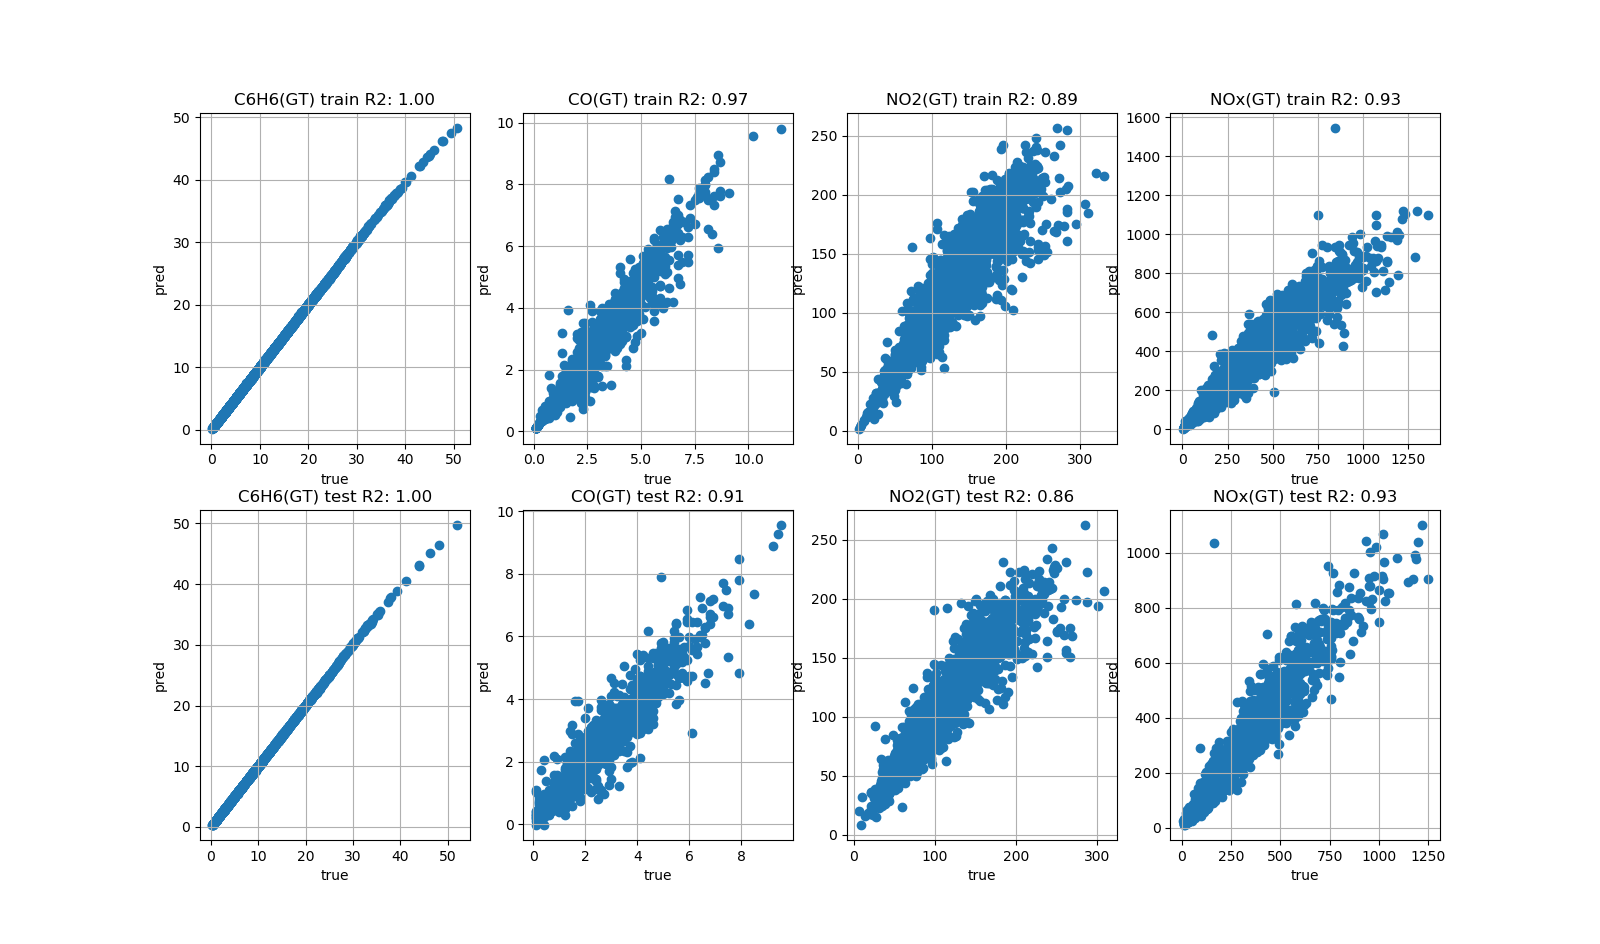 C6H6(GT) train R2: 1.00
50
40
30
20
10
0
pred
0 10 20 30 40 50
true
CO(GT) train R2: 0.97
10
8
6
4
2
0
pred
0.0 2.5 5.0 7.5 10.0
true
NO2(GT) train R2: 0.89
250
200
150
100
50
0
pred
0 100 200 300
true
NOx(GT) train R2: 0.93
1600
1400
1200
1000
800
600
400
200
0
pred
0 250 500 750 1000 1250
true
C6H6(GT) test R2: 1.00
50
40
30
20
10
0
pred
0 10 20 30 40 50
true
CO(GT) test R2: 0.91
10
8
6
4
2
0
pred
0 2 4 6 8
true
NO2(GT) test R2: 0.86
250
200
150
100
50
0
pred
0 100 200 300
true
NOx(GT) test R2: 0.93
1000
800
600
400
200
0
pred
0 250 500 750 1000 1250
true